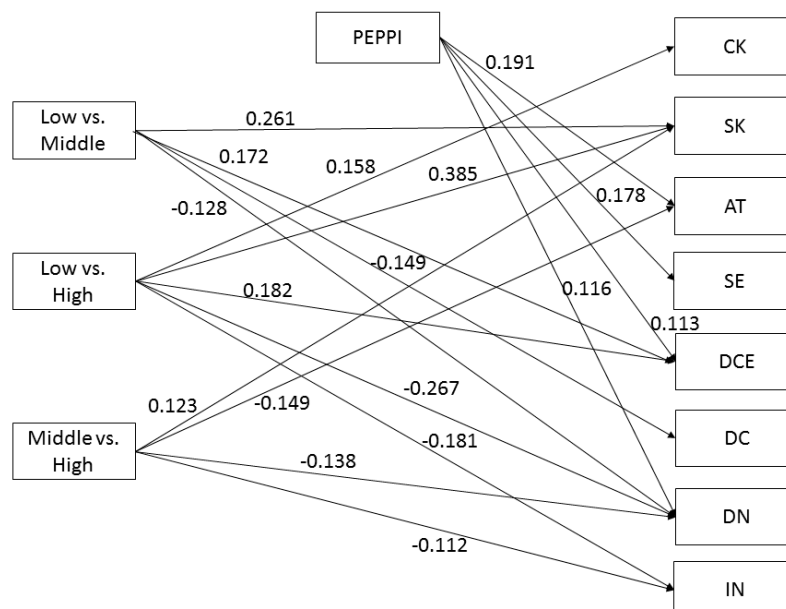 PEPPI
CK
0.191
Low vs.
Middle
0.261
SK
0.172
0.158
0.385
-0.128
0.178
AT
Low vs.
High
-0.149
0.182
0.116
SE
0.113
DCE
0.123
-0.149
-0.267
Middle vs.
High
-0.181
DC
-0.138
DN
-0.112
IN